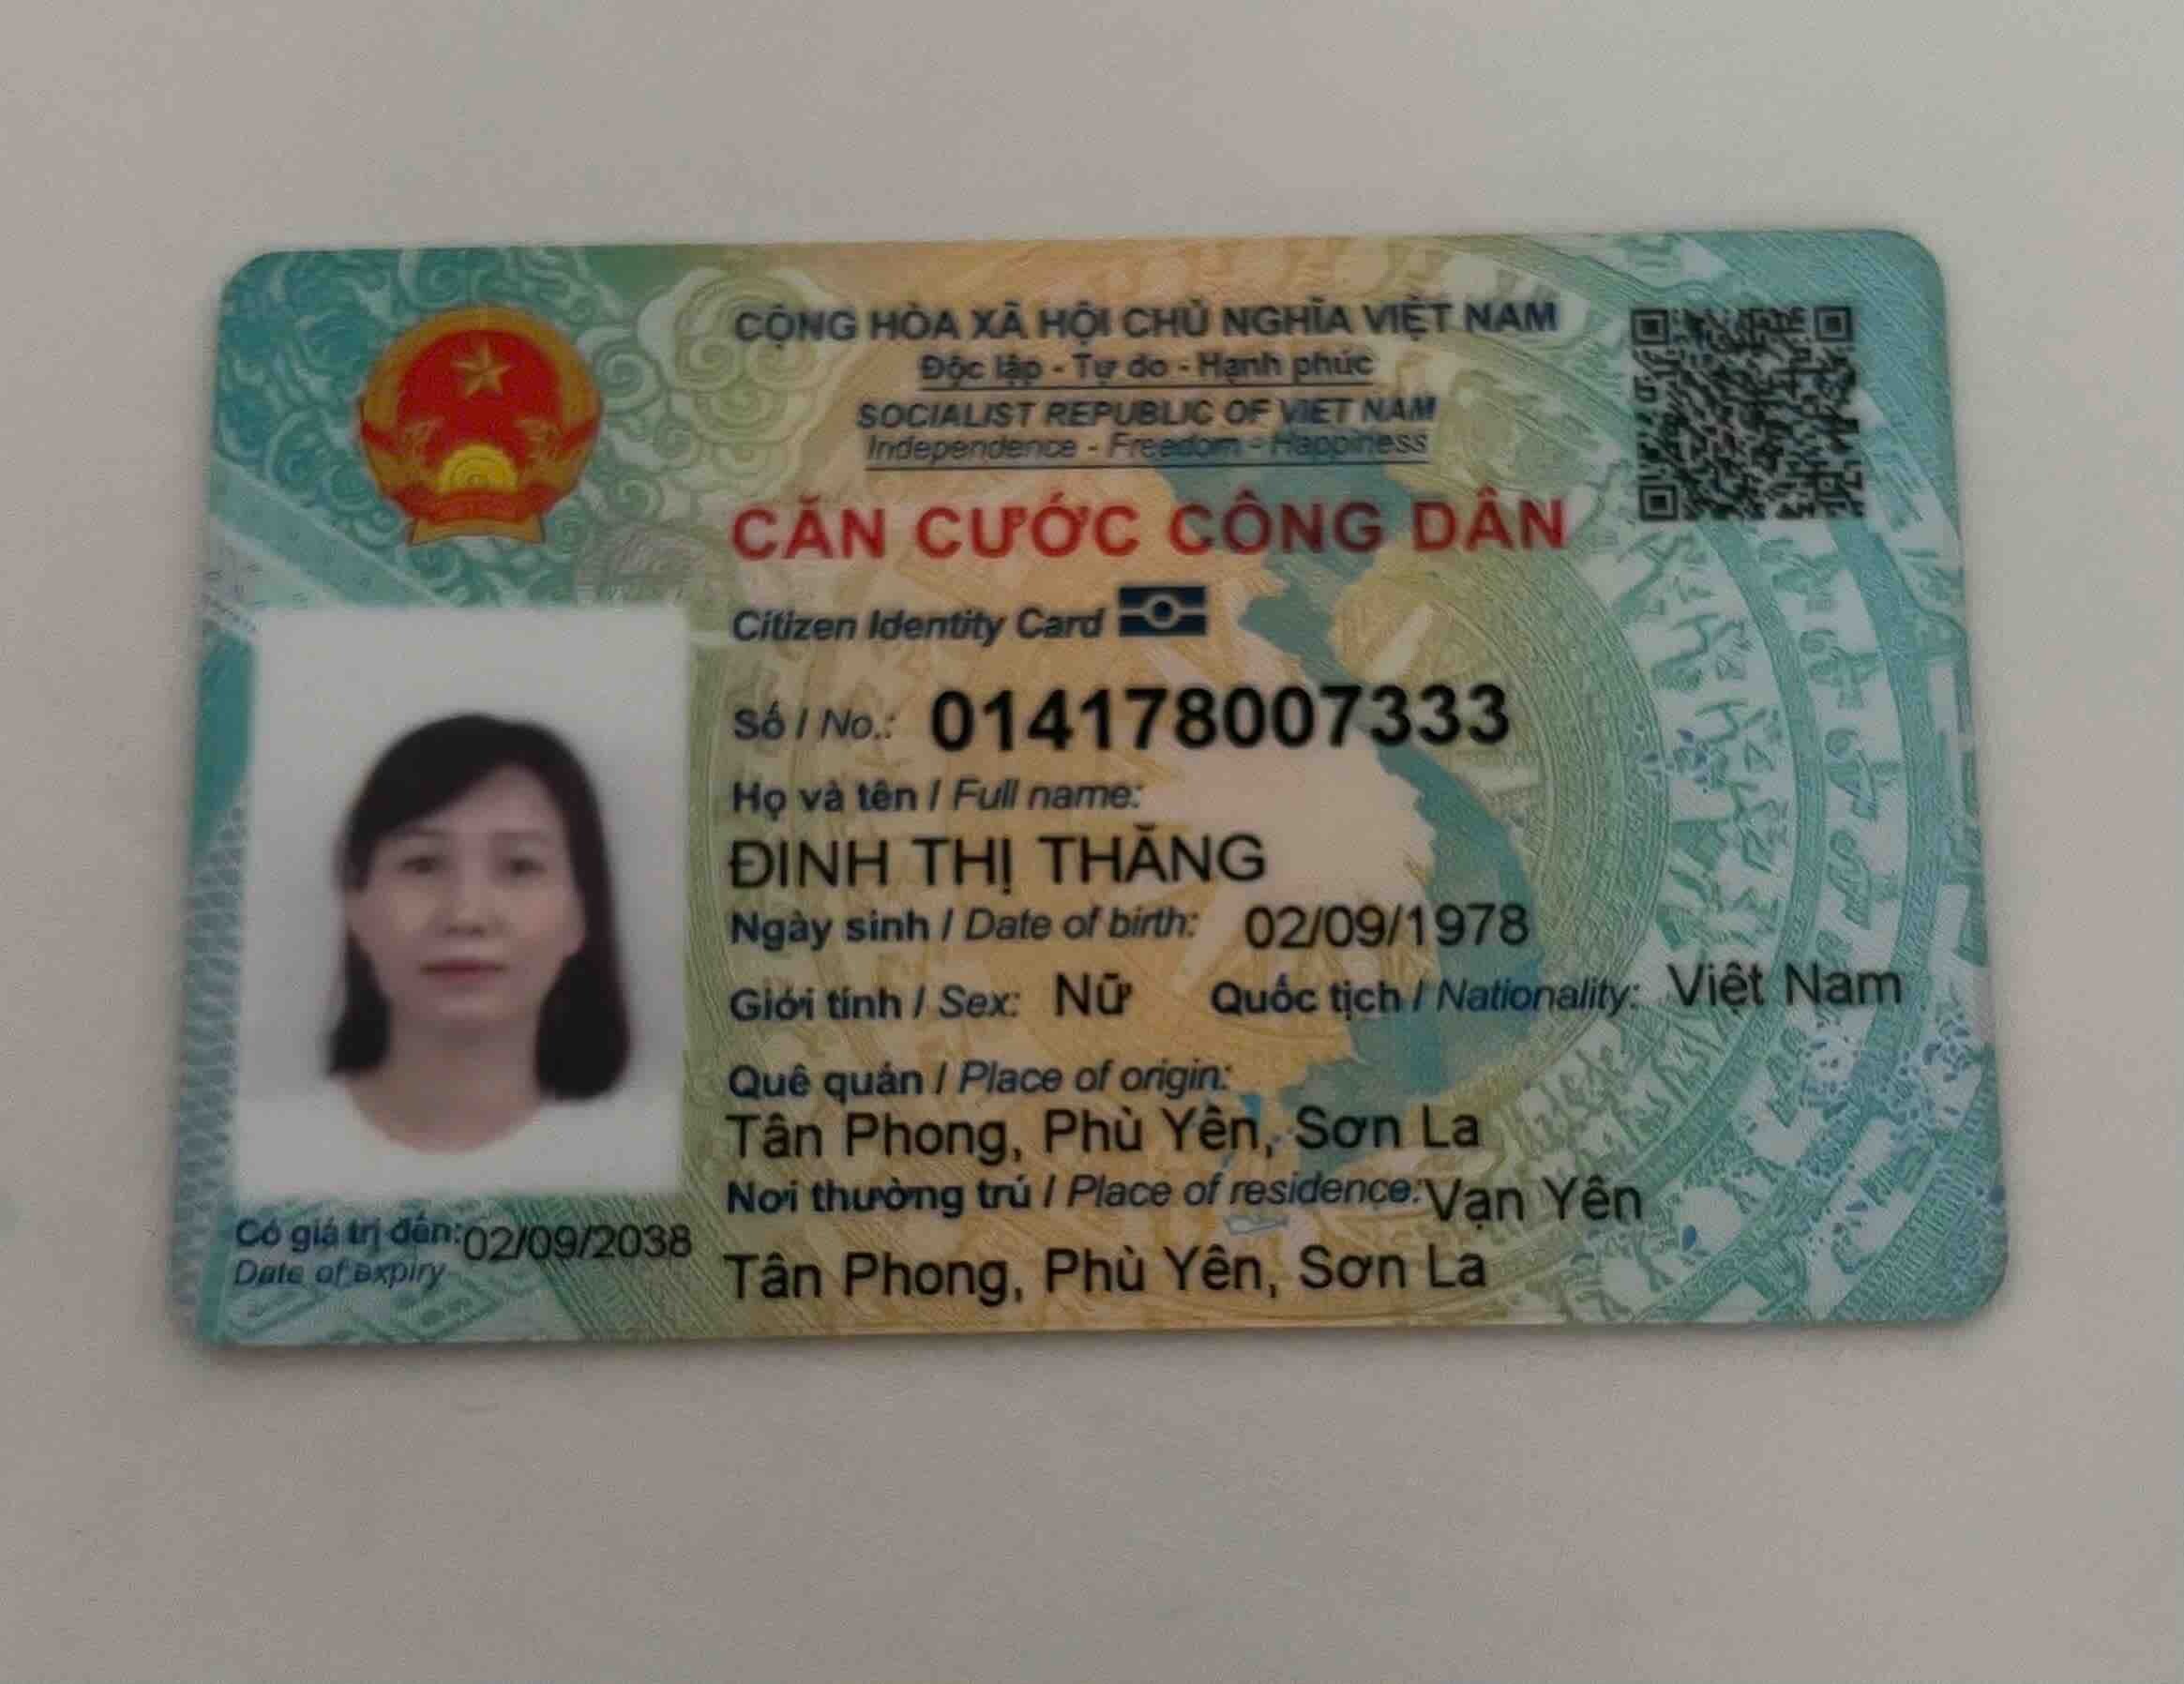 CỘNG HÒA XÃ HỘI CHỦ NGHĨA VIỆT NAM
Độc lập - Tự do - Hạnh phúc
SOCIALIST REPUBLIC OF VIET NAM
Independence - Freedom - Happiness
CĂN CƯỚC CÔNG DÂN
Citizen Identity Card
Số / No.: 014178007333
Họ và tên / Full name:
ĐINH THỊ THĂNG
Ngày sinh / Date of birth: 02/09/1978
Giới tính / Sex: Nữ Quốc tịch / Nationality: Việt Nam
Quê quán / Place of origin:
Tân Phong, Phù Yên, Sơn La
Nơi thường trú / Place of residence: Vạn Yên
Tân Phong, Phù Yên, Sơn La
Có giá trị đến: 02/09/2038
Date of expiry